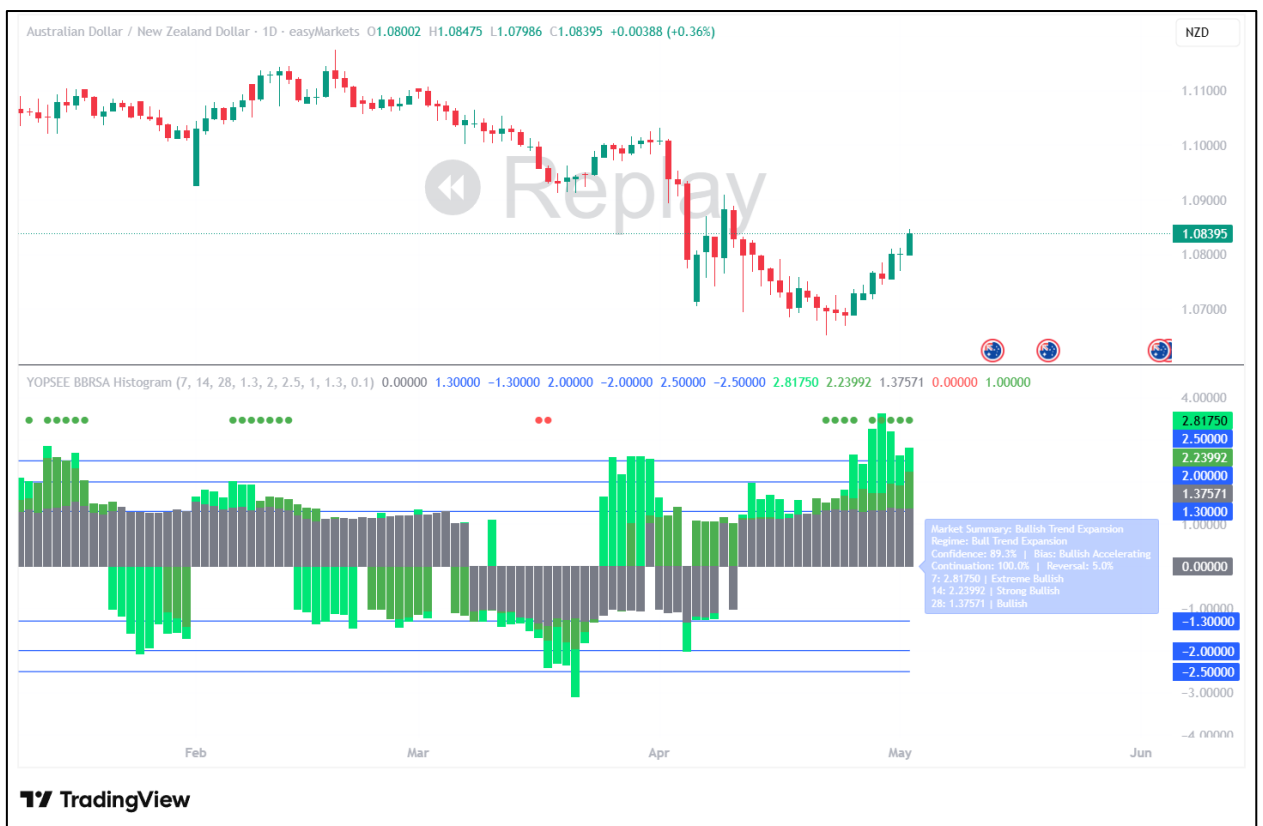 Australian Dollar / New Zealand Dollar · 1D · easyMarkets O1.08002 H1.08475 L1.07986 C1.08395 +0.00388 (+0.36%)
NZD
1.11000
1.10000
Replay
1.09000
1.08395
1.08000
1.07000
YOPSEE BBRSA Histogram (7, 14, 28, 1.3, 2, 2.5, 1, 1.3, 0.1) 0.00000 1.30000 −1.30000 2.00000 −2.00000 2.50000 −2.50000 2.81750 2.23992 1.37571 0.00000 1.00000
4.00000
2.81750
2.50000
2.23992
2.00000
1.37571
1.30000
1.00000
Market Summary: Bullish Trend Expansion
Regime: Bull Trend Expansion
Confidence: 89.3% | Bias: Bullish Accelerating
Continuation: 100.0% | Reversal: 5.0%
7: 2.81750 | Extreme Bullish
14: 2.23992 | Strong Bullish
28: 1.37571 | Bullish
0.00000
−1.00000
−1.30000
−2.00000
−2.50000
−3.00000
−4.00000
Feb Mar Apr May Jun
TradingView